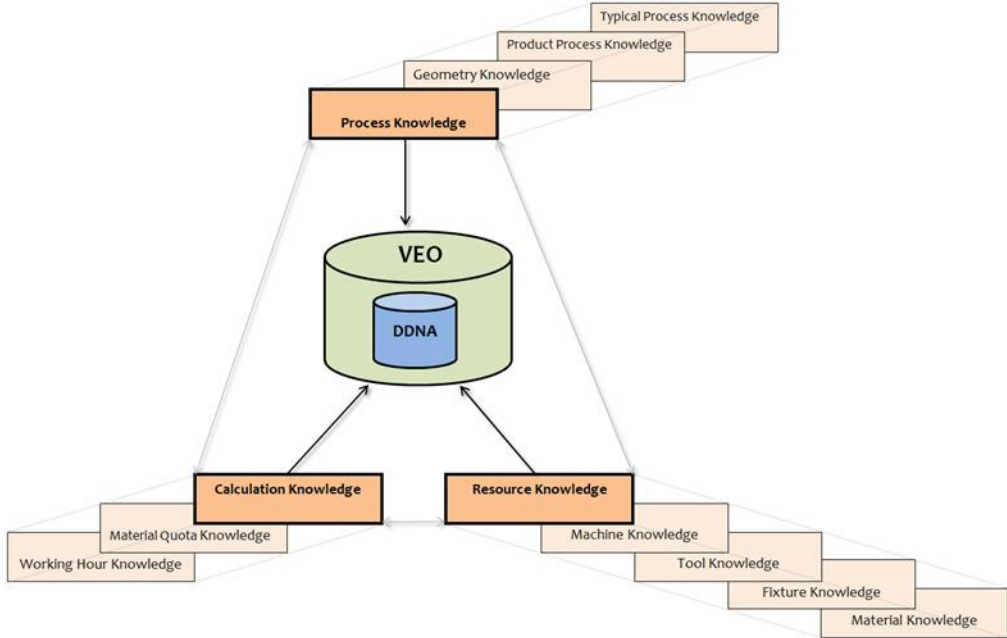 Typical Process Knowledge
Product Process Knowledge
Geometry Knowledge
Process Knowledge
VEO
DDNA
Calculation Knowledge
Resource Knowledge
Material Quota Knowledge
Machine Knowledge
Working Hour Knowledge
Tool Knowledge
Fixture Knowledge
Material Knowledge